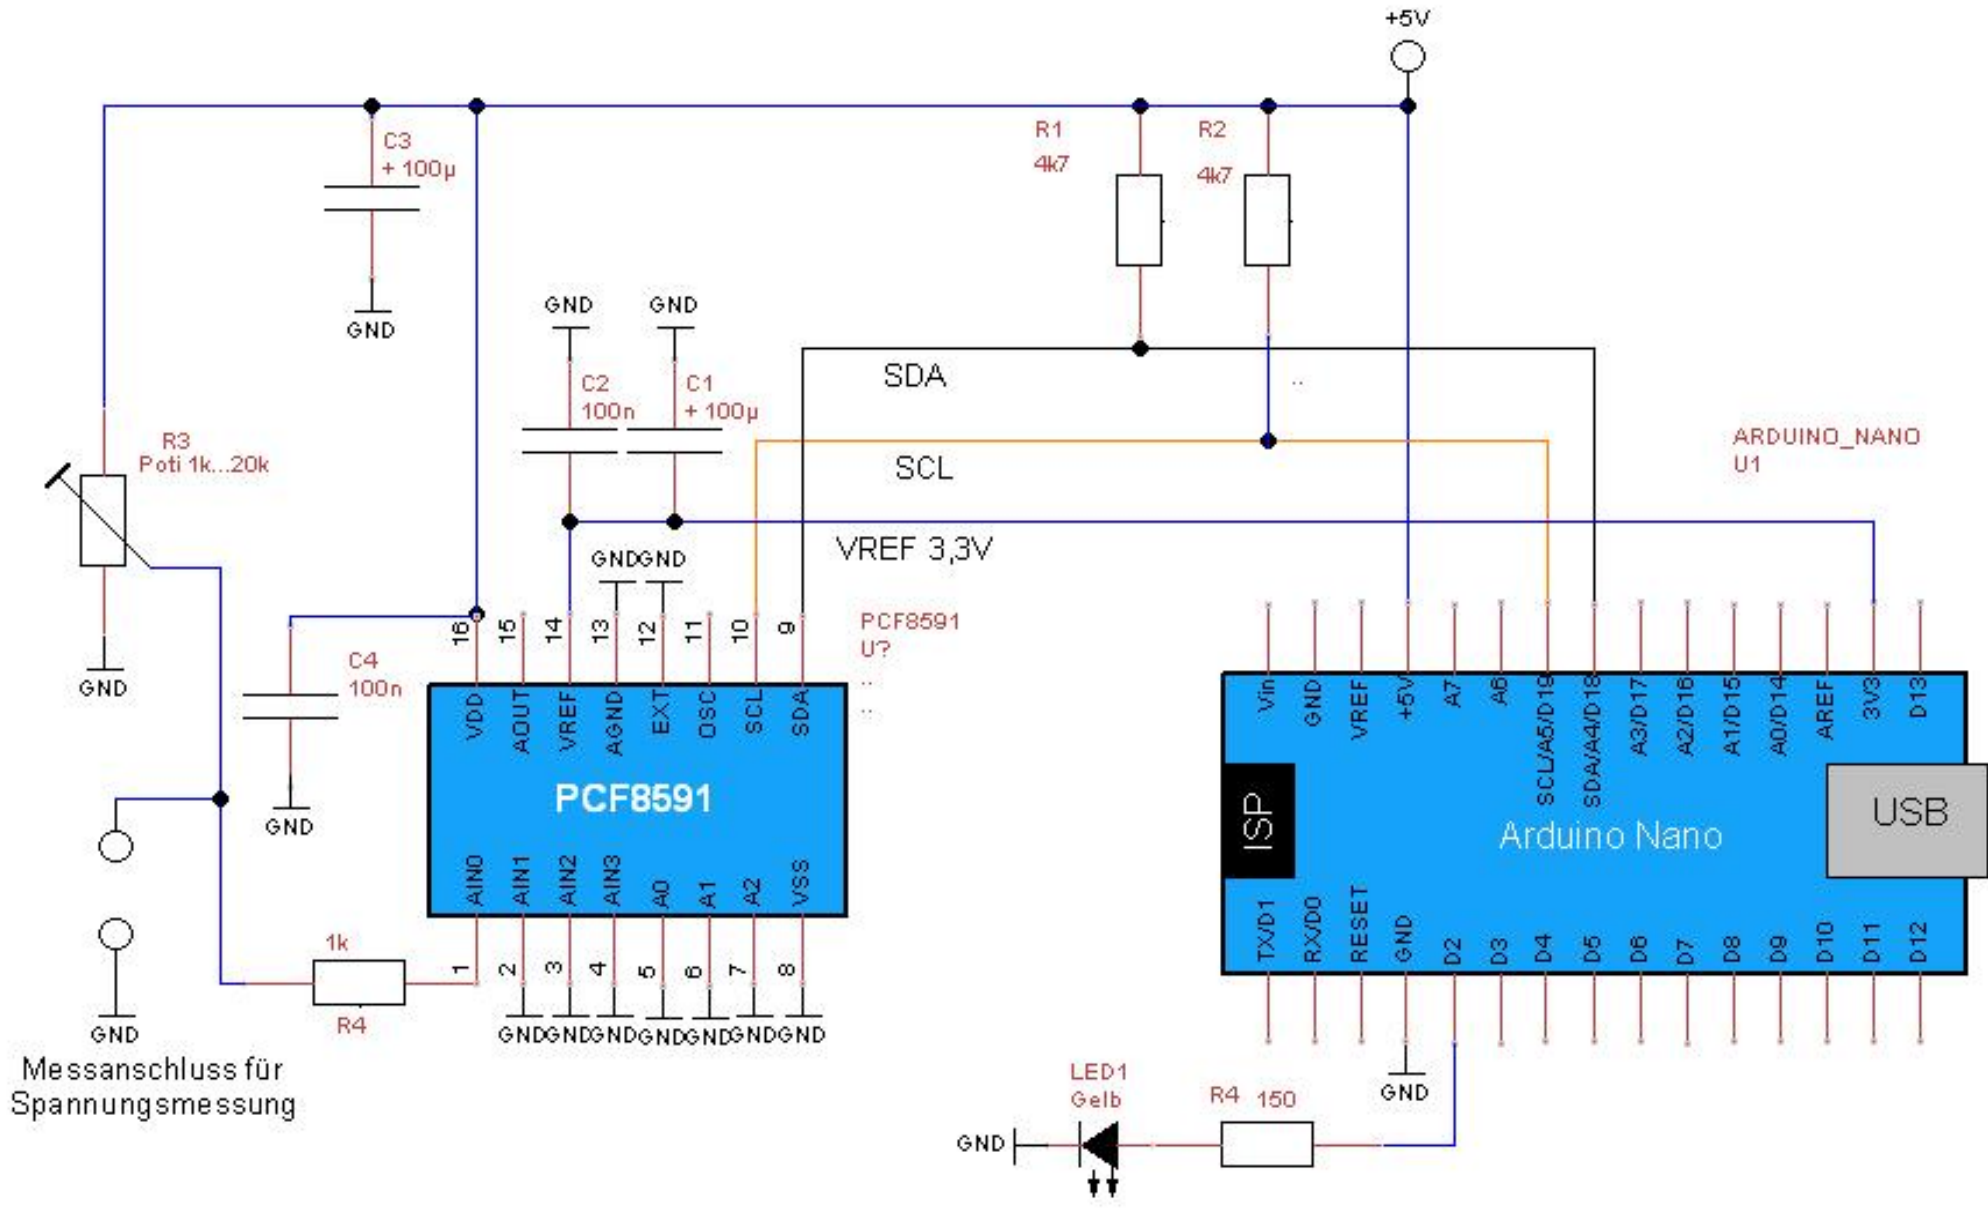 +5V
C3
+ 100µ
R1
4k7
R2
4k7
GND
GND
GND
SDA
C2
100n
C1
+ 100µ
R3
Poti 1k...20k
SCL
ARDUINO_NANO
U1
VREF 3,3V
GND
GND
GND
PCF8591
U?
..
..
..
C4
100n
GND
16
15
14
13
12
11
10
9
VDD
AOUT
VREF
AGND
EXT
OSC
SCL
SDA
PCF8591
AIN0
AIN1
AIN2
AIN3
A0
A1
A2
VSS
1
2
3
4
5
6
7
8
GND
GND
GND
GND
GND
GND
GND
1k
R4
GND
Messanschluss für
Spannungsmessung
Vin
GND
VREF
+5V
A7
A6
SCL/A5/D19
SDA/A4/D18
A3/D17
A2/D16
A1/D15
A0/D14
AREF
3V3
D13
ISP
Arduino Nano
USB
TX/D1
RX/D0
RESET
GND
D2
D3
D4
D5
D6
D7
D8
D9
D10
D11
D12
GND
LED1
Gelb
R4 150
GND